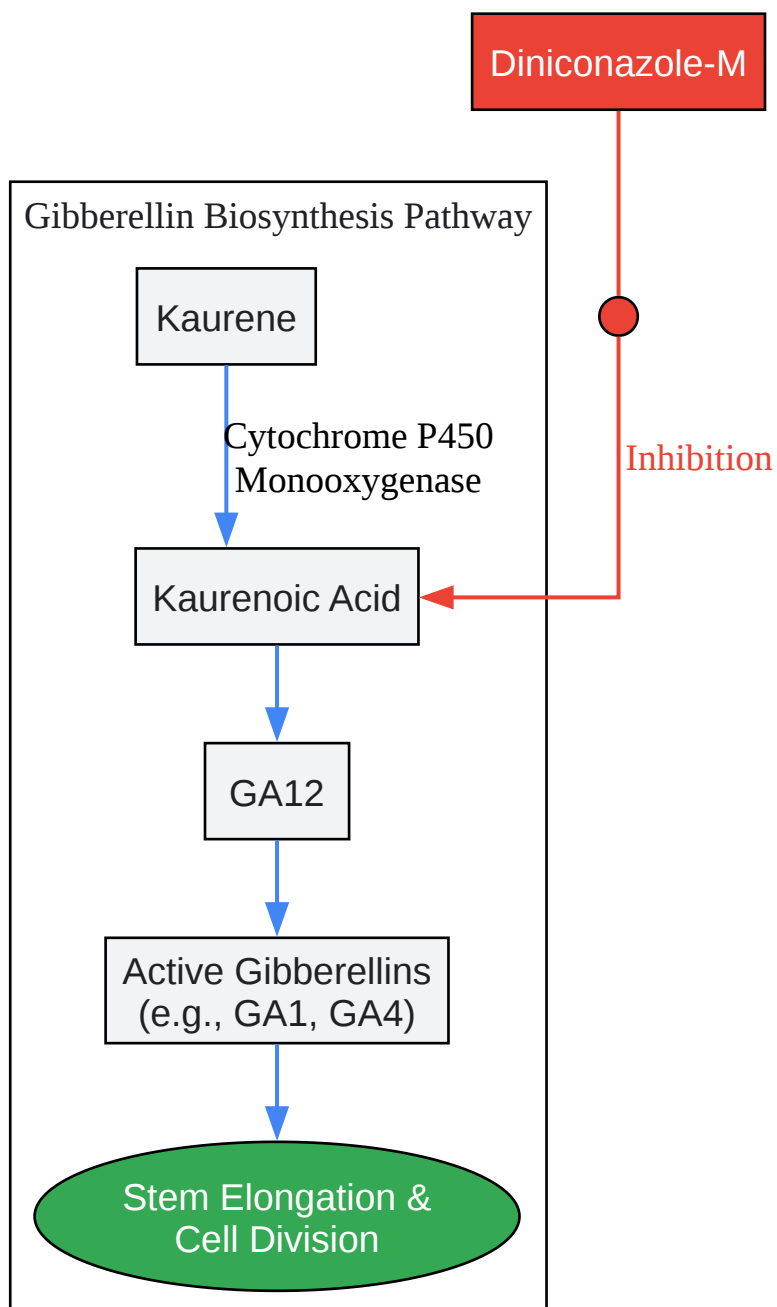 Diniconazole-M
Gibberellin Biosynthesis Pathway
Kaurene
Cytochrome P450
Monooxygenase
Inhibition
Kaurenoic Acid
GA12
Active Gibberellins
(e.g., GA1, GA4)
Stem Elongation &
Cell Division